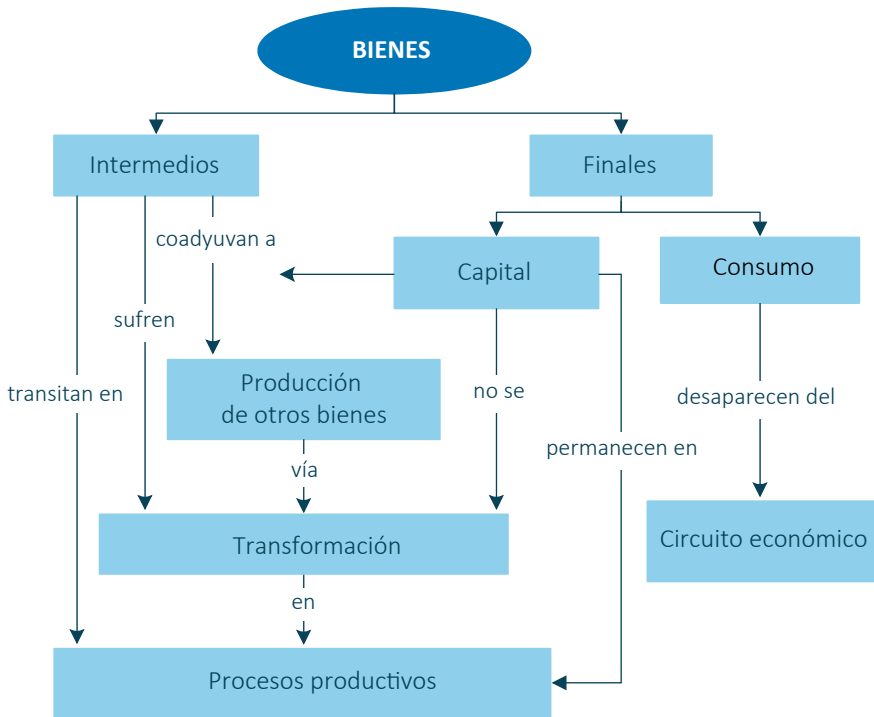 BIENES
Intermedios
Finales
coadyuvan a
Capital
Consumo
sufren
transitan en
Producción
de otros bienes
no se
desaparecen del
permanecen en
vía
Transformación
Circuito económico
en
Procesos productivos